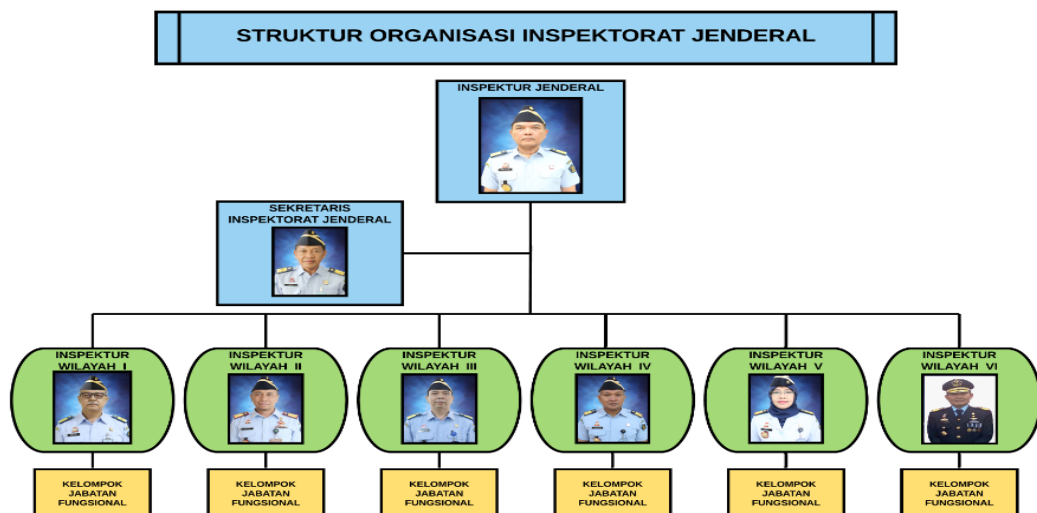 STRUKTUR ORGANISASI INSPEKTORAT JENDERAL
INSPEKTUR JENDERAL
SEKRETARIS
INSPEKTORAT JENDERAL
INSPEKTUR
WILAYAH I
INSPEKTUR
WILAYAH II
INSPEKTUR
WILAYAH III
INSPEKTUR
WILAYAH IV
INSPEKTUR
WILAYAH V
INSPEKTUR
WILAYAH VI
KELOMPOK
JABATAN
FUNGSIONAL
KELOMPOK
JABATAN
FUNGSIONAL
KELOMPOK
JABATAN
FUNGSIONAL
KELOMPOK
JABATAN
FUNGSIONAL
KELOMPOK
JABATAN
FUNGSIONAL
KELOMPOK
JABATAN
FUNGSIONAL